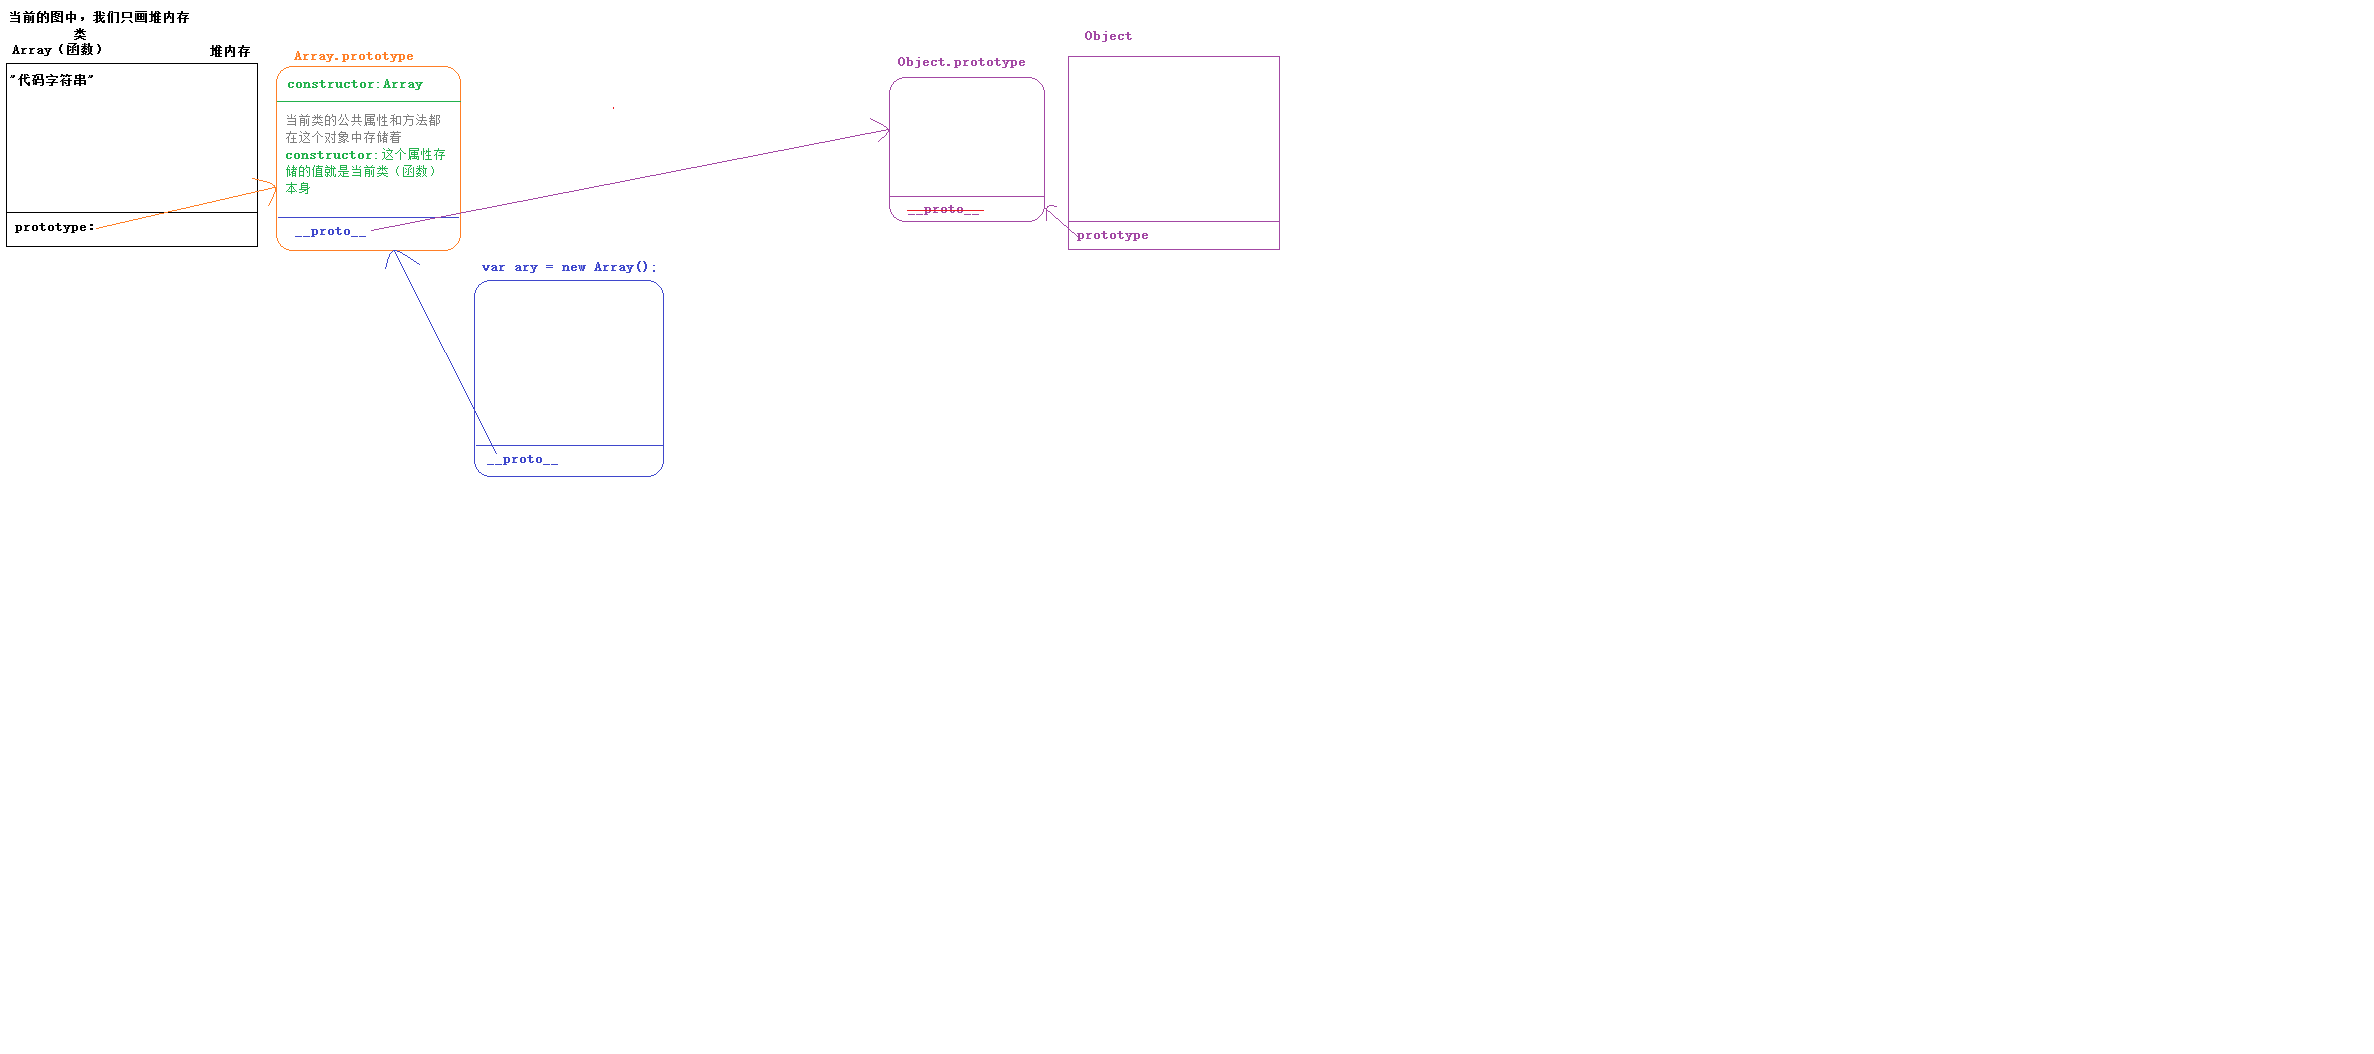 当前的图中，我们只画堆内存
类
Array（函数）
堆内存
"代码字符串"
prototype:
Array.prototype
constructor:Array
当前类的公共属性和方法都
在这个对象中存储着
constructor:这个属性存
储的值就是当前类（函数）
本身
__proto__
var ary = new Array();
__proto__
Object.prototype
__proto__
Object
prototype